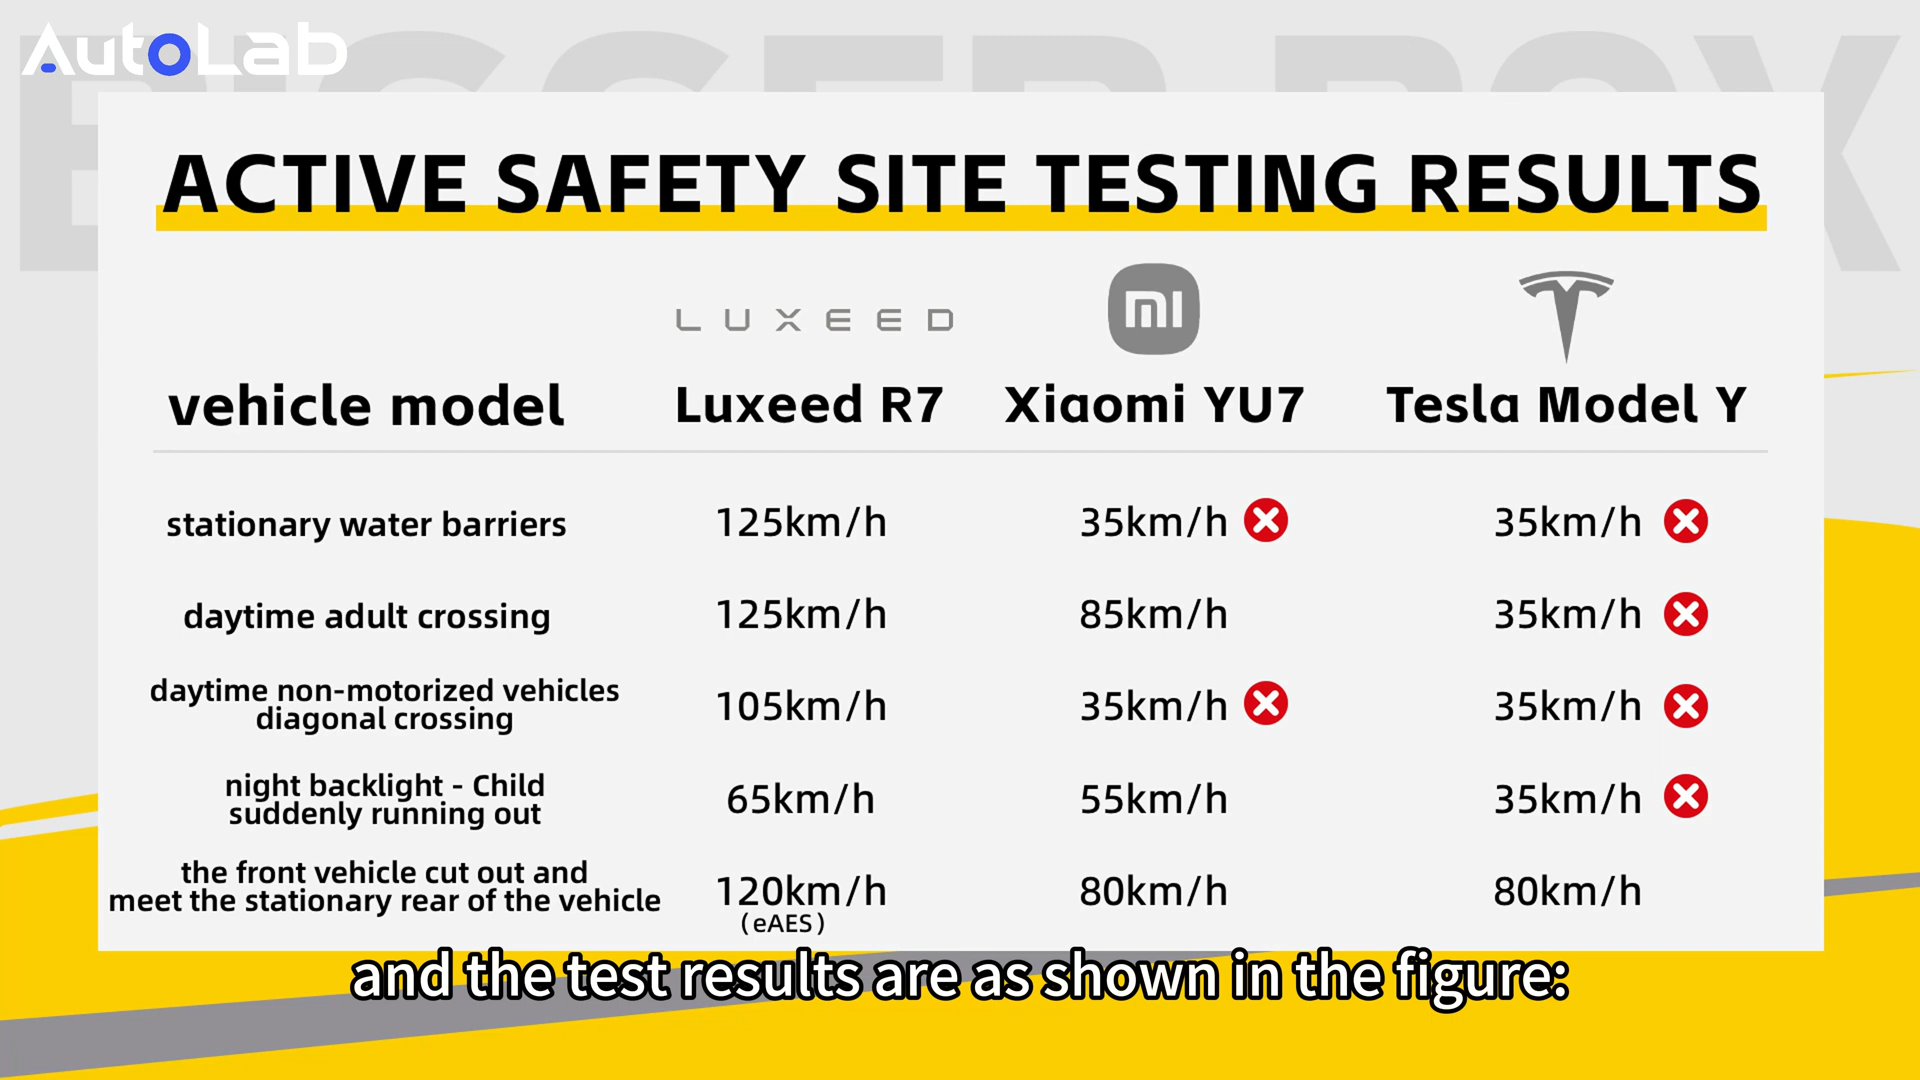 AutoLab
BIGGER BOX
ACTIVE SAFETY SITE TESTING RESULTS
LUXEED
mi
vehicle model Luxeed R7 Xiaomi YU7 Tesla Model Y
stationary water barriers 125km/h 35km/h 35km/h
daytime adult crossing 125km/h 85km/h 35km/h
daytime non-motorized vehicles
diagonal crossing 105km/h 35km/h 35km/h
night backlight - Child
suddenly running out 65km/h 55km/h 35km/h
the front vehicle cut out and
meet the stationary rear of the vehicle 120km/h 80km/h 80km/h
(eAES)
and the test results are as shown in the figure: